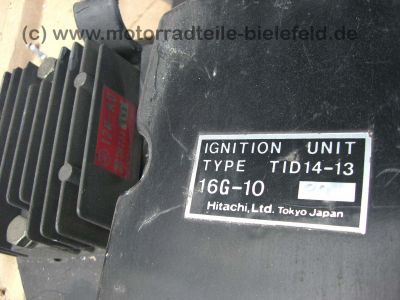 (c) www.motorradteile-bielefeld.de
IGNITION UNIT
TYPE TID14-13
16G-10
Hitachi, Ltd. Tokyo Japan